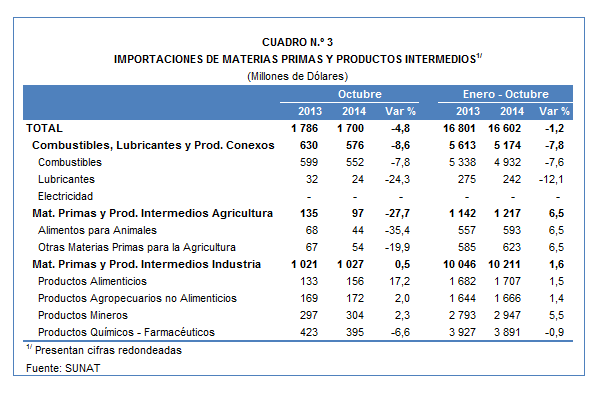 CUADRO N.º 3
IMPORTACIONES DE MATERIAS PRIMAS Y PRODUCTOS INTERMEDIOS1/
(Millones de Dólares)
Octubre Enero - Octubre
2013 2014 Var % 2013 2014 Var %
TOTAL 1 786 1 700 -4,8 16 801 16 602 -1,2
Combustibles, Lubricantes y Prod. Conexos 630 576 -8,6 5 613 5 174 -7,8
Combustibles 599 552 -7,8 5 338 4 932 -7,6
Lubricantes 32 24 -24,3 275 242 -12,1
Electricidad - - - - - -
Mat. Primas y Prod. Intermedios Agricultura 135 97 -27,7 1 142 1 217 6,5
Alimentos para Animales 68 44 -35,4 557 593 6,5
Otras Materias Primas para la Agricultura 67 54 -19,9 585 623 6,5
Mat. Primas y Prod. Intermedios Industria 1 021 1 027 0,5 10 046 10 211 1,6
Productos Alimenticios 133 156 17,2 1 682 1 707 1,5
Productos Agropecuarios no Alimenticios 169 172 2,0 1 644 1 666 1,4
Productos Mineros 297 304 2,3 2 793 2 947 5,5
Productos Químicos - Farmacéuticos 423 395 -6,6 3 927 3 891 -0,9
1/ Presentan cifras redondeadas
Fuente: SUNAT